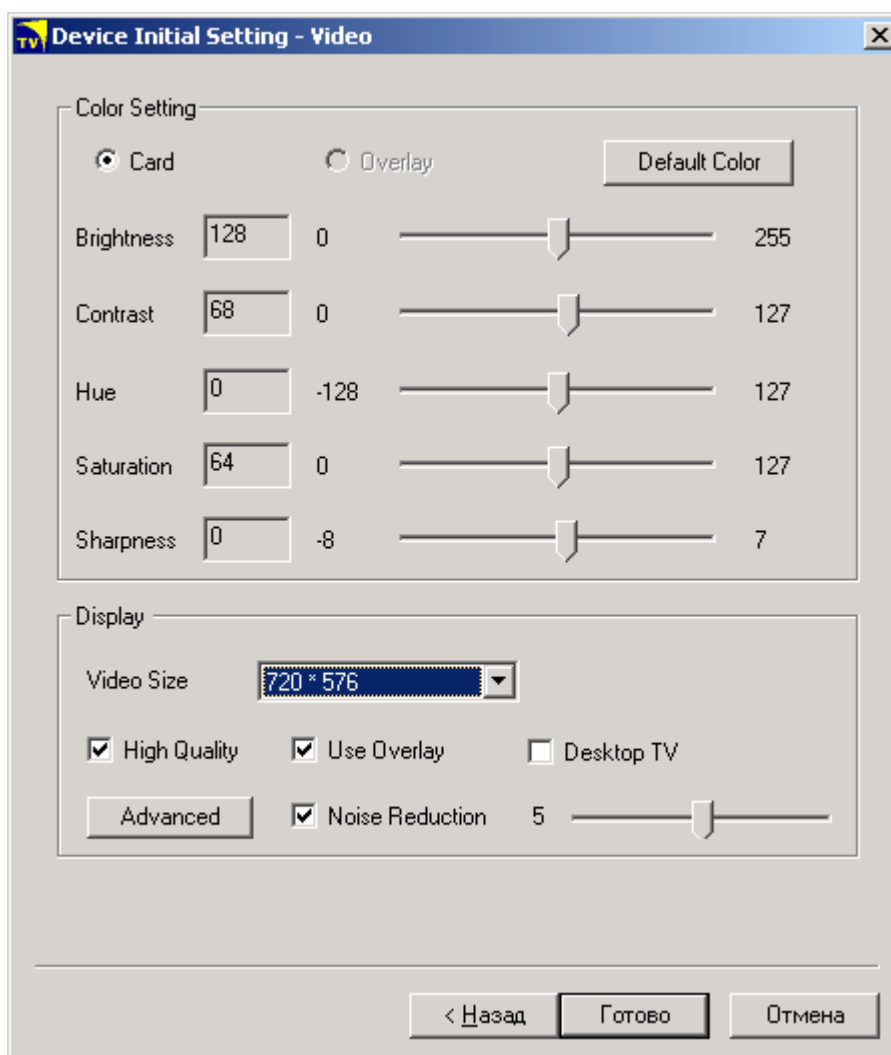 TV Device Initial Setting - Video
Color Setting
Card Overlay Default Color
Brightness 128 0 255
Contrast 68 0 127
Hue 0 -128 127
Saturation 64 0 127
Sharpness 0 -8 7
Display
Video Size 720 * 576
High Quality Use Overlay Desktop TV
Advanced Noise Reduction 5
< Назад Готово Отмена